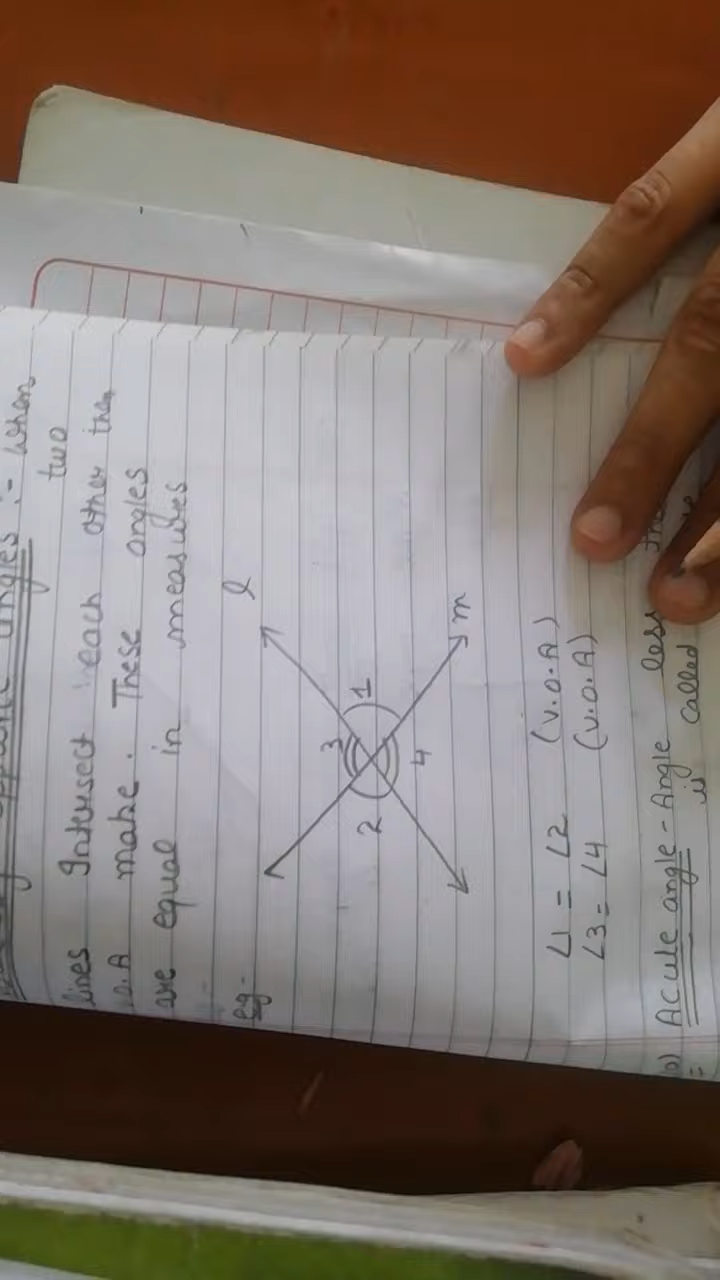 opposite angles :- when
two
lines Intersect each other then
V.O.A make. These angles
are equal in measures
eg-
l
3
1
2
4
m
∠1 = ∠2 (V.O.A)
∠3 = ∠4 (V.O.A)
b) Acute angle - Angle less
is called